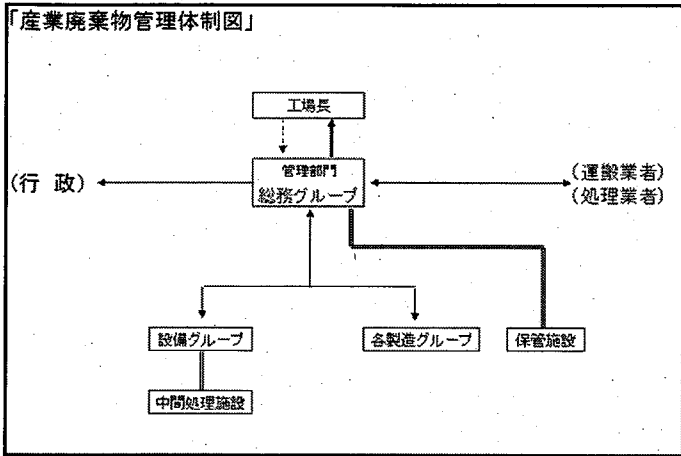 「産業廃棄物管理体制図」
工場長
管理部門
総務グループ
(行 政)
(運搬業者)
(処理業者)
設備グループ
各製造グループ
保管施設
中間処理施設